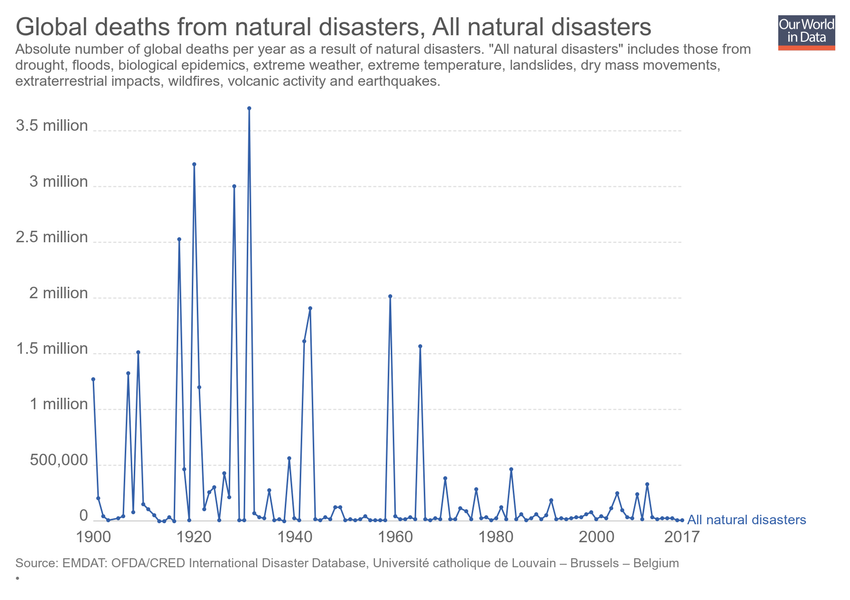 Global deaths from natural disasters, All natural disasters
Our World
in Data
Absolute number of global deaths per year as a result of natural disasters. "All natural disasters" includes those from
drought, floods, biological epidemics, extreme weather, extreme temperature, landslides, dry mass movements,
extraterrestrial impacts, wildfires, volcanic activity and earthquakes.
3.5 million
3 million
2.5 million
2 million
1.5 million
1 million
500,000
0
All natural disasters
1900 1920 1940 1960 1980 2000 2017
Source: EMDAT: OFDA/CRED International Disaster Database, Université catholique de Louvain – Brussels – Belgium
•